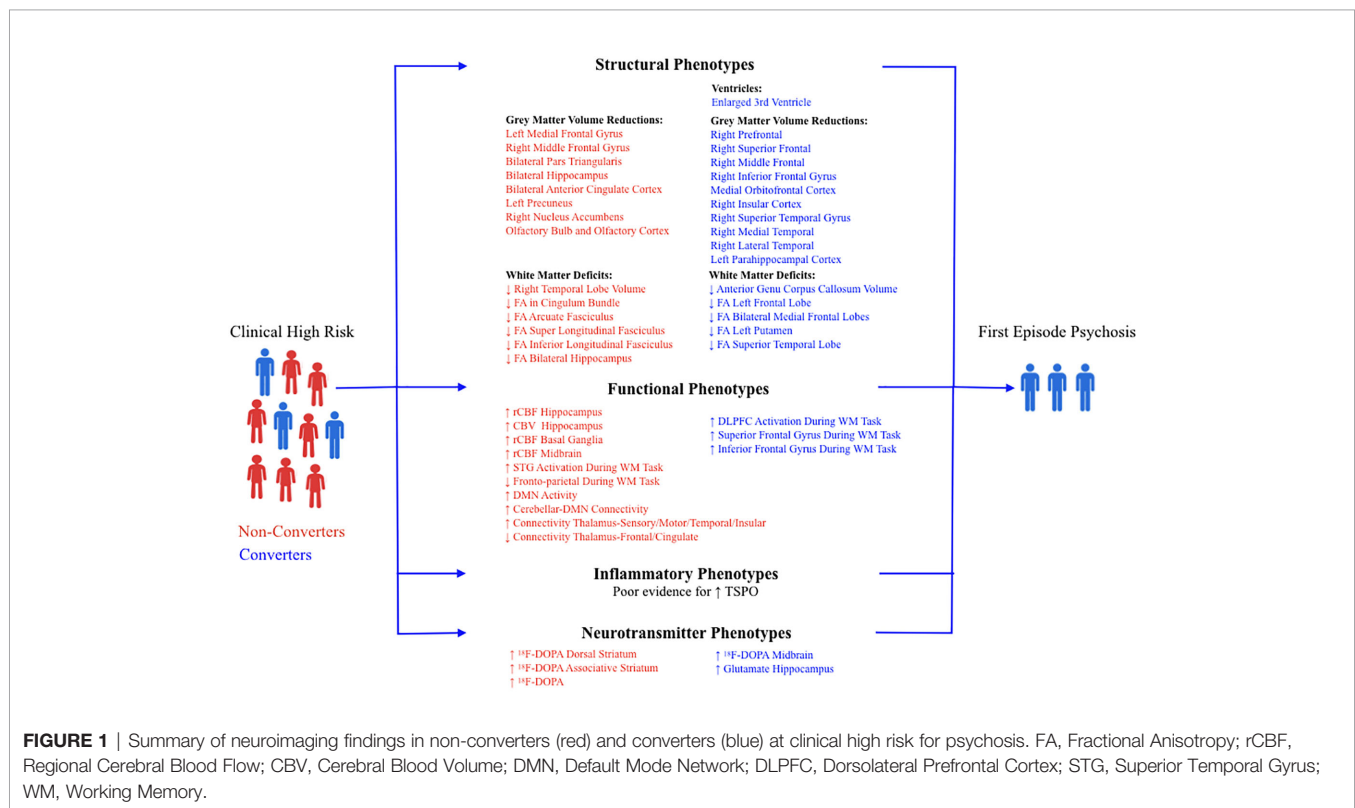 Structural Phenotypes
Ventricles:
Enlarged 3rd Ventricle
Grey Matter Volume Reductions:
Left Medial Frontal Gyrus
Right Middle Frontal Gyrus
Bilateral Pars Triangularis
Bilateral Hippocampus
Bilateral Anterior Cingulate Cortex
Left Precuneus
Right Nucleus Accumbens
Olfactory Bulb and Olfactory Cortex
Grey Matter Volume Reductions:
Right Prefrontal
Right Superior Frontal
Right Middle Frontal
Right Inferior Frontal Gyrus
Medial Orbitofrontal Cortex
Right Insular Cortex
Right Superior Temporal Gyrus
Right Medial Temporal
Right Lateral Temporal
Left Parahippocampal Cortex
White Matter Deficits:
↓ Right Temporal Lobe Volume
↓ FA in Cingulum Bundle
↓ FA Arcuate Fasciculus
↓ FA Super Longitudinal Fasciculus
↓ FA Inferior Longitudinal Fasciculus
↓ FA Bilateral Hippocampus
White Matter Deficits:
↓ Anterior Genu Corpus Callosum Volume
↓ FA Left Frontal Lobe
↓ FA Bilateral Medial Frontal Lobes
↓ FA Left Putamen
↓ FA Superior Temporal Lobe
Clinical High Risk
Non-Converters
Converters
First Episode Psychosis
Functional Phenotypes
↑ rCBF Hippocampus
↑ CBV Hippocampus
↑ rCBF Basal Ganglia
↑ rCBF Midbrain
↑ STG Activation During WM Task
↓ Fronto-parietal During WM Task
↑ DMN Activity
↑ Cerebellar-DMN Connectivity
↑ Connectivity Thalamus-Sensory/Motor/Temporal/Insular
↓ Connectivity Thalamus-Frontal/Cingulate
↑ DLPFC Activation During WM Task
↑ Superior Frontal Gyrus During WM Task
↑ Inferior Frontal Gyrus During WM Task
Inflammatory Phenotypes
Poor evidence for ↑ TSPO
Neurotransmitter Phenotypes
↑ ¹⁸F-DOPA Dorsal Striatum
↑ ¹⁸F-DOPA Associative Striatum
↑ ¹⁸F-DOPA
↑ ¹⁸F-DOPA Midbrain
↑ Glutamate Hippocampus
FIGURE 1 | Summary of neuroimaging findings in non-converters (red) and converters (blue) at clinical high risk for psychosis. FA, Fractional Anisotropy; rCBF,
Regional Cerebral Blood Flow; CBV, Cerebral Blood Volume; DMN, Default Mode Network; DLPFC, Dorsolateral Prefrontal Cortex; STG, Superior Temporal Gyrus;
WM, Working Memory.